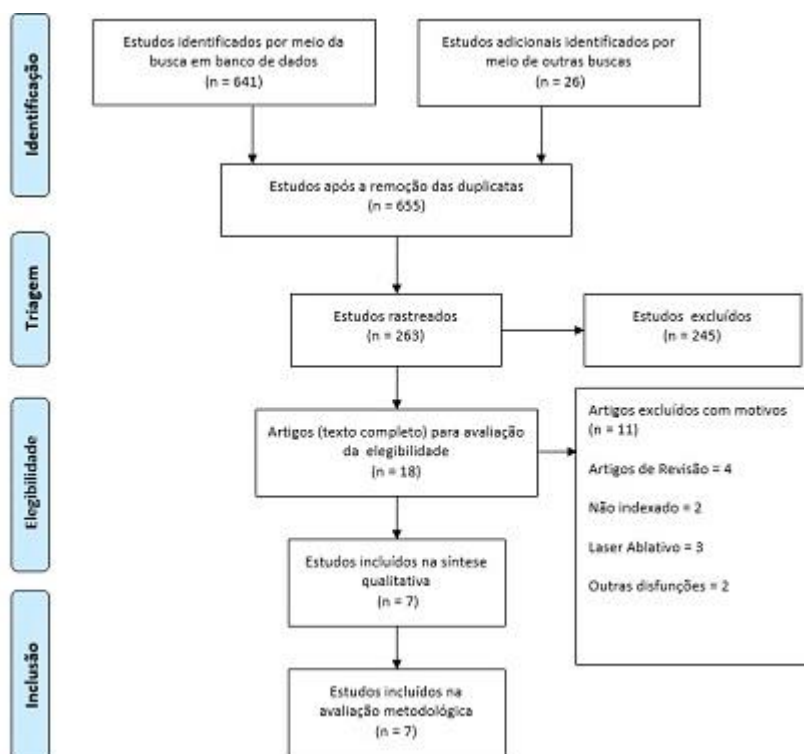 Identificação
Estudos identificados por meio da
busca em banco de dados
(n = 641)
Estudos adicionais identificados por
meio de outras buscas
(n = 26)
Estudos após a remoção das duplicatas
(n = 655)
Triagem
Estudos rastreados
(n = 263)
Estudos excluídos
(n = 245)
Elegibilidade
Artigos (texto completo) para avaliação
da elegibilidade
(n = 18)
Artigos excluídos com motivos
(n = 11)
Artigos de Revisão = 4
Não indexado = 2
Laser Ablativo = 3
Outras disfunções = 2
Estudos incluídos na síntese
qualitativa
(n = 7)
Inclusão
Estudos incluídos na
avaliação metodológica
(n = 7)